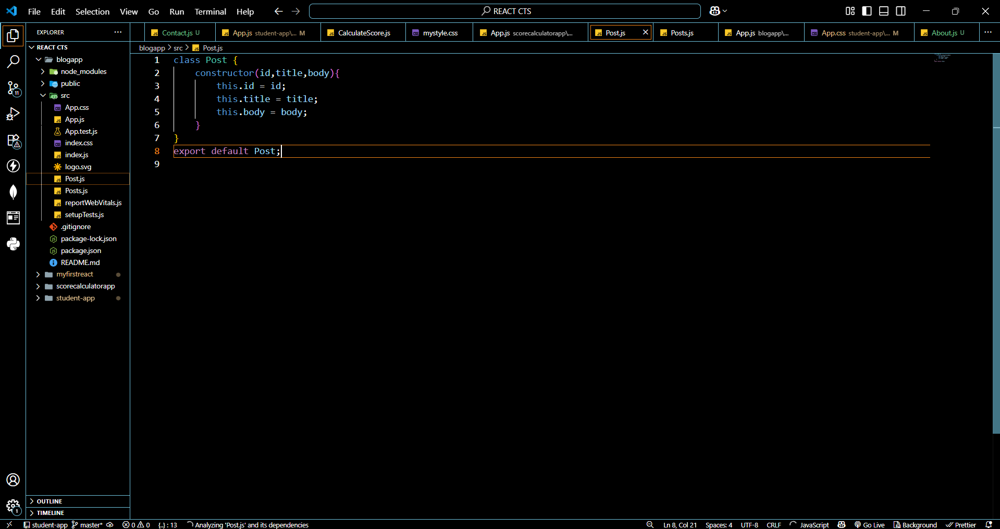 File Edit Selection View Go Run Terminal Help REACT CTS
EXPLORER
Contact.js U App.js student-app\... M CalculateScore.js mystyle.css App.js scorecalculatorapp\... Post.js Posts.js App.js blogapp\... App.css student-app\... M About.js U
REACT CTS
blogapp > src > Post.js
blogapp
node_modules
public
src
App.css
App.js
App.test.js
index.css
index.js
logo.svg
Post.js
Posts.js
reportWebVitals.js
setupTests.js
.gitignore
package-lock.json
package.json
README.md
myfirstreact
scorecalculatorapp
student-app
OUTLINE
TIMELINE
11
1
1 class Post {
2 constructor(id,title,body){
3 this.id = id;
4 this.title = title;
5 this.body = body;
6 }
7 }
8 export default Post;
9
student-app master* 0 0 {..} : 13 Analyzing 'Post.js' and its dependencies Ln 8, Col 21 Spaces: 4 UTF-8 CRLF JavaScript Go Live Background Prettier